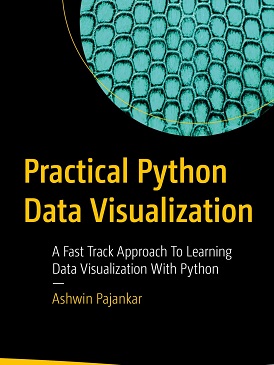 Practical Python
Data Visualization
A Fast Track Approach To Learning
Data Visualization With Python
—
Ashwin Pajankar